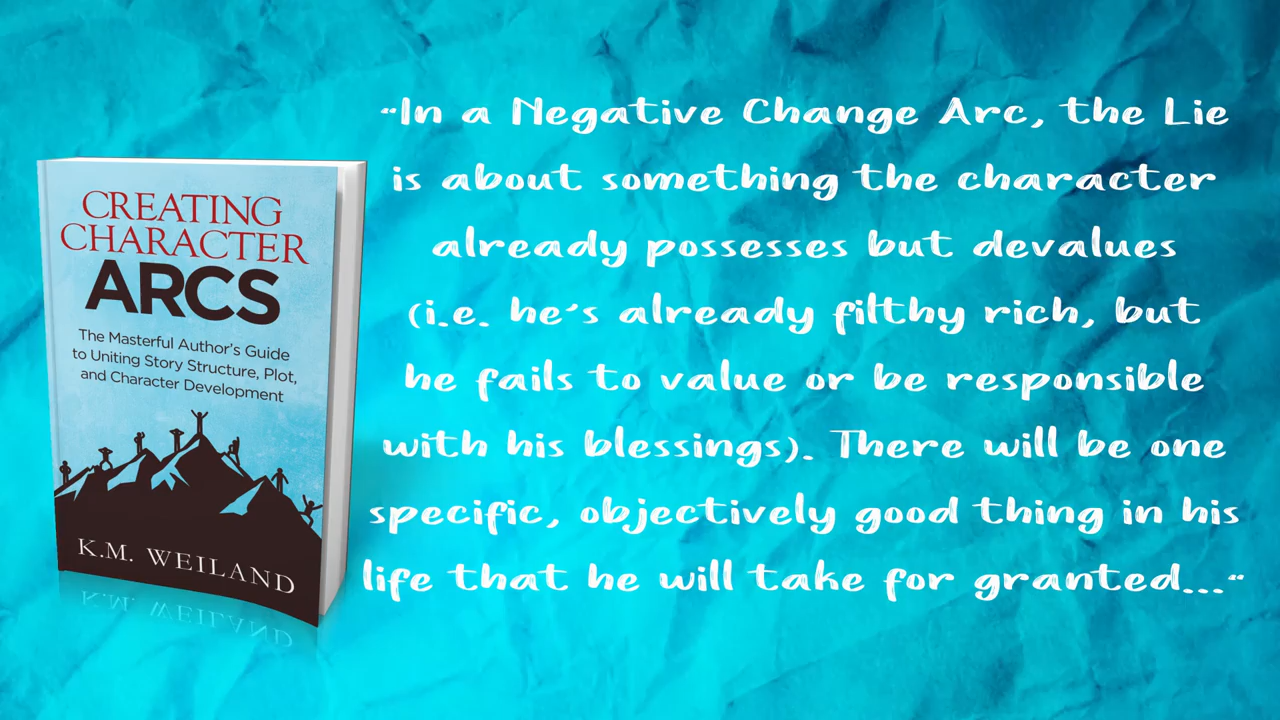 CREATING
CHARACTER
ARCS
The Masterful Author's Guide
to Uniting Story Structure, Plot,
and Character Development
K.M. WEILAND
K.M. WEILAND
"In a Negative Change Arc, the Lie
is about something the character
already possesses but devalues
(i.e. he's already filthy rich, but
he fails to value or be responsible
with his blessings). There will be one
specific, objectively good thing in his
life that he will take for granted..."